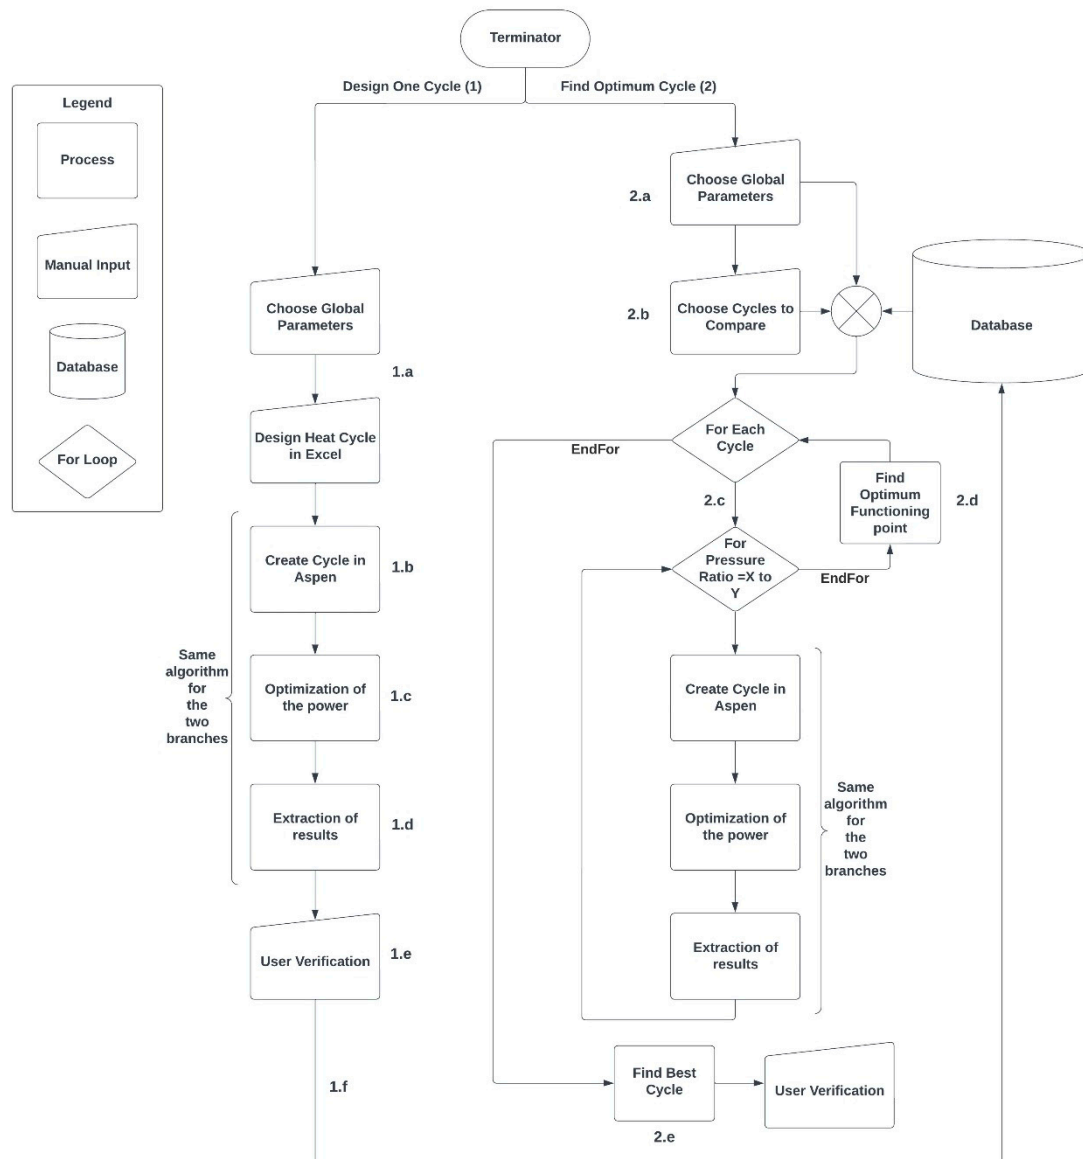 Terminator
Design One Cycle (1)
Find Optimum Cycle (2)
Legend
Process
Manual Input
Database
For Loop
Choose Global
Parameters
1.a
Design Heat Cycle
in Excel
Create Cycle in
Aspen
1.b
Optimization of
the power
1.c
Extraction of
results
1.d
Same
algorithm
for
the
two
branches
User Verification
1.e
1.f
Choose Global
Parameters
2.a
Choose Cycles to
Compare
2.b
Database
For Each
Cycle
EndFor
2.c
Find
Optimum
Functioning
point
2.d
For
Pressure
Ratio =X to
Y
EndFor
Create Cycle in
Aspen
Optimization of
the power
Extraction of
results
Same
algorithm
for
the
two
branches
Find Best
Cycle
2.e
User Verification